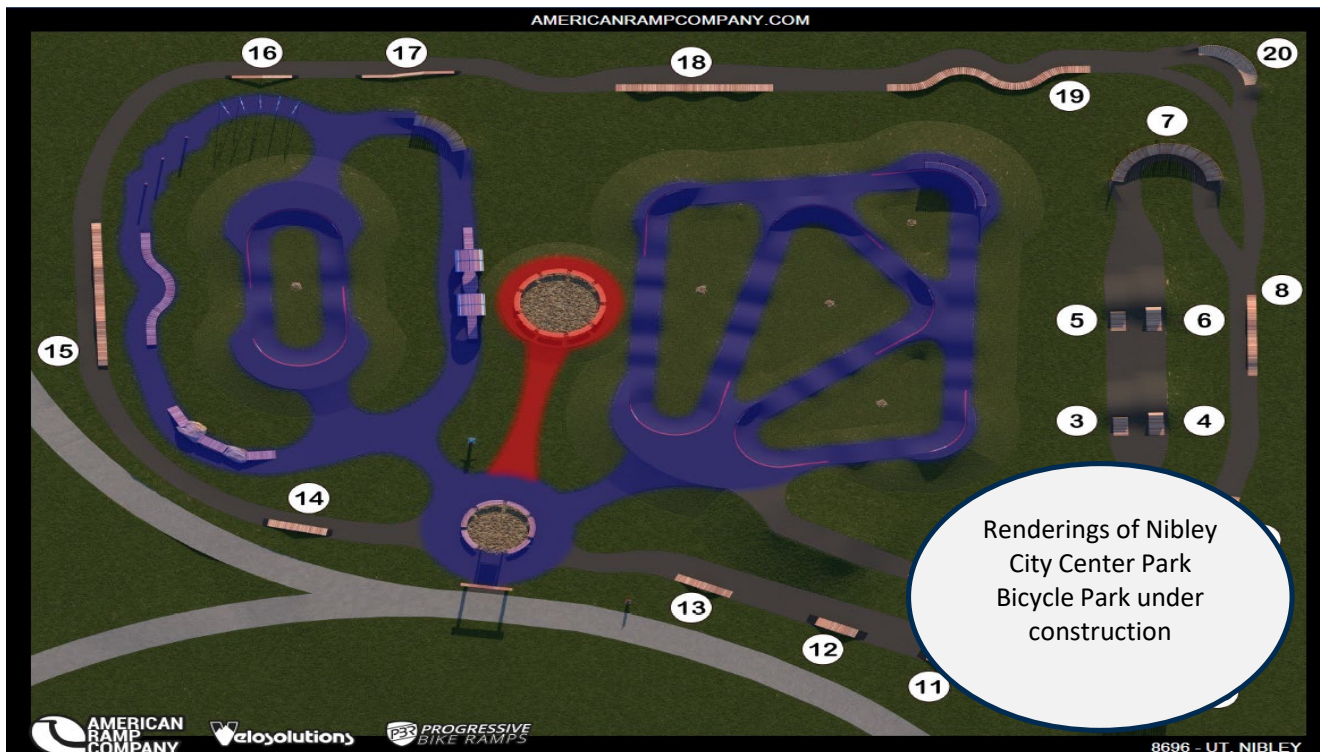 AMERICANRAMPCOMPANY.COM
16
17
18
19
20
7
15
5
6
8
3
4
14
13
12
11
Renderings of Nibley
City Center Park
Bicycle Park under
construction
AMERICAN
RAMP
COMPANY
Velosolutions
PBR PROGRESSIVE
BIKE RAMPS
8696 - UT. NIBLEY